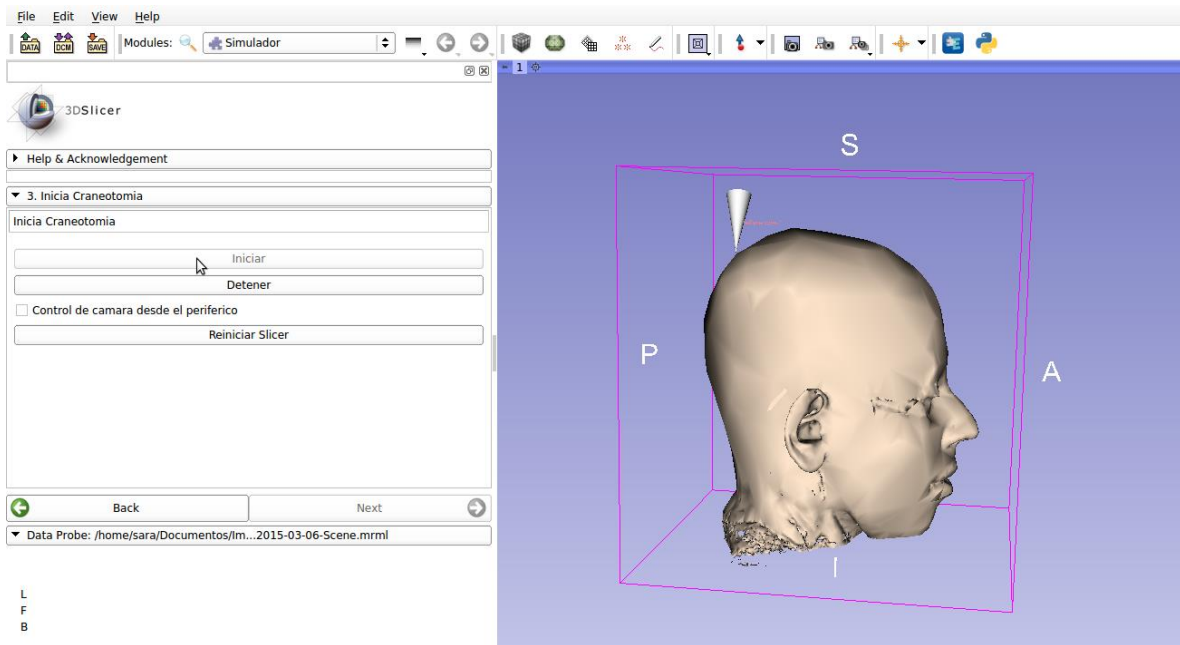 File Edit View Help
DATA DCM SAVE Modules: Simulador
1
3DSlicer
Help & Acknowledgement
3. Inicia Craneotomia
Inicia Craneotomia
Iniciar
Detener
Control de camara desde el periferico
Reiniciar Slicer
Back Next
Data Probe: /home/sara/Documentos/Im...2015-03-06-Scene.mrml
L
F
B
S
P
A
I